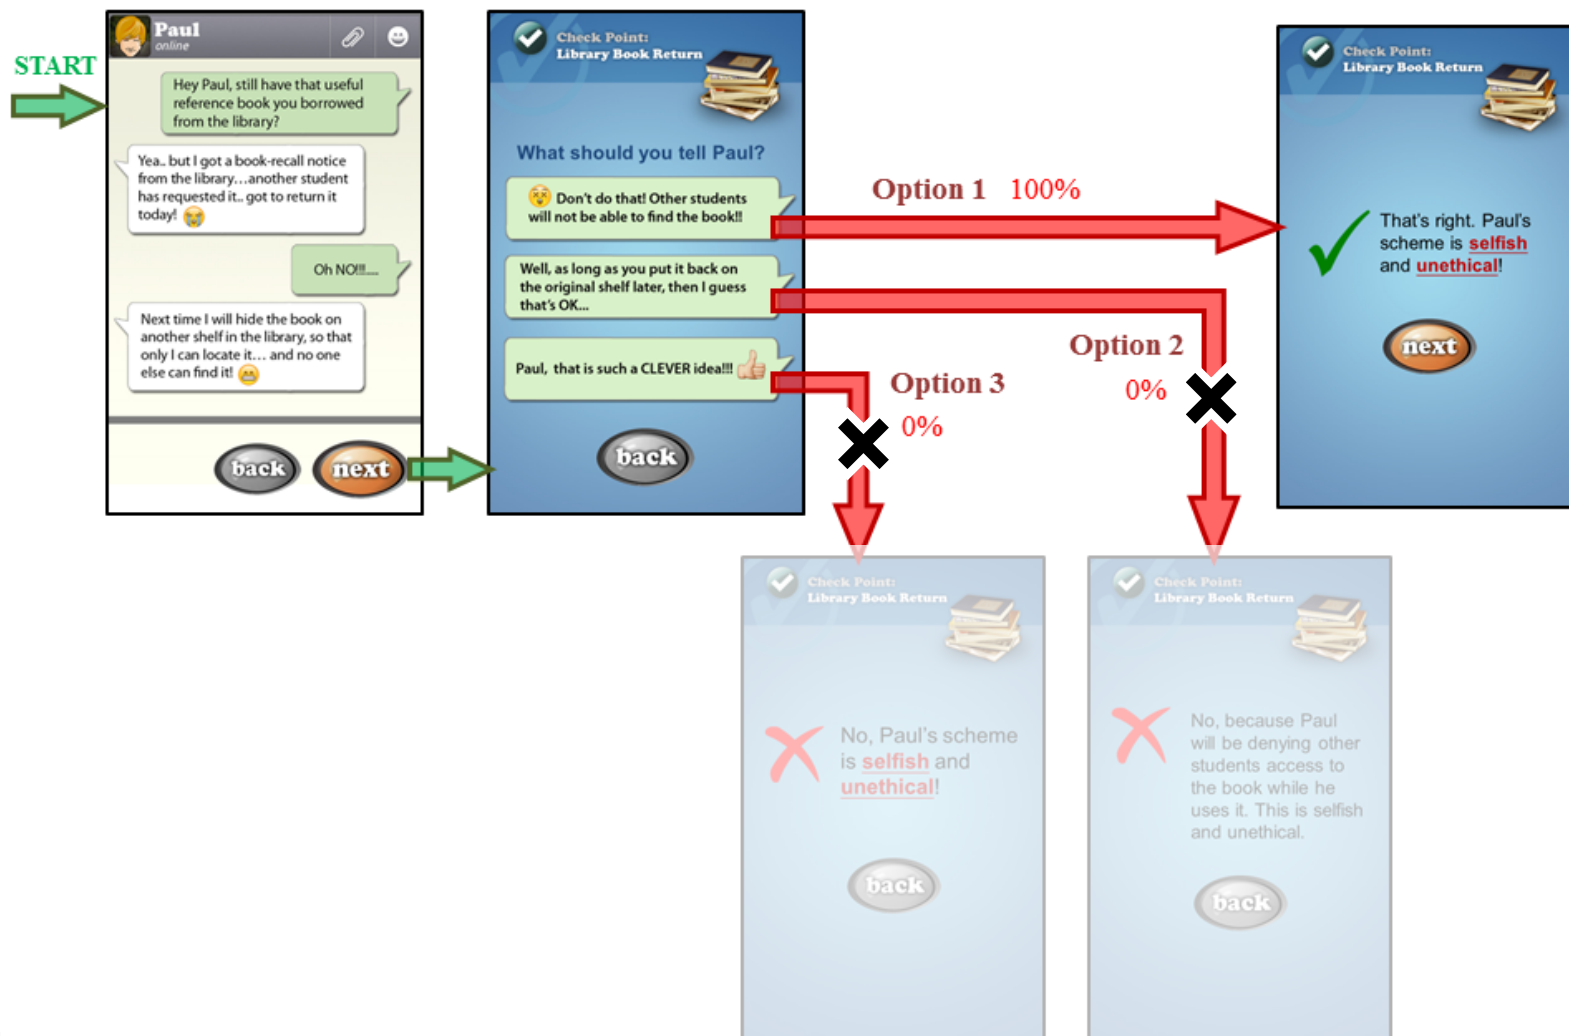 START
Paul
online
Hey Paul, still have that useful
reference book you borrowed
from the library?
Yea.. but I got a book-recall notice
from the library...another student
has requested it.. got to return it
today!
Oh NO!!!.....
Next time I will hide the book on
another shelf in the library, so that
only I can locate it... and no one
else can find it!
back
next
Check Point:
Library Book Return
What should you tell Paul?
Don't do that! Other students
will not be able to find the book!!
Well, as long as you put it back on
the original shelf later, then I guess
that's OK...
Paul, that is such a CLEVER idea!!!
back
Option 1 100%
Option 2
0%
Option 3
0%
Check Point:
Library Book Return
That's right. Paul's
scheme is selfish
and unethical!
next
Check Point:
Library Book Return
No, Paul's scheme
is selfish and
unethical!
back
Check Point:
Library Book Return
No, because Paul
will be denying other
students access to
the book while he
uses it. This is selfish
and unethical.
back